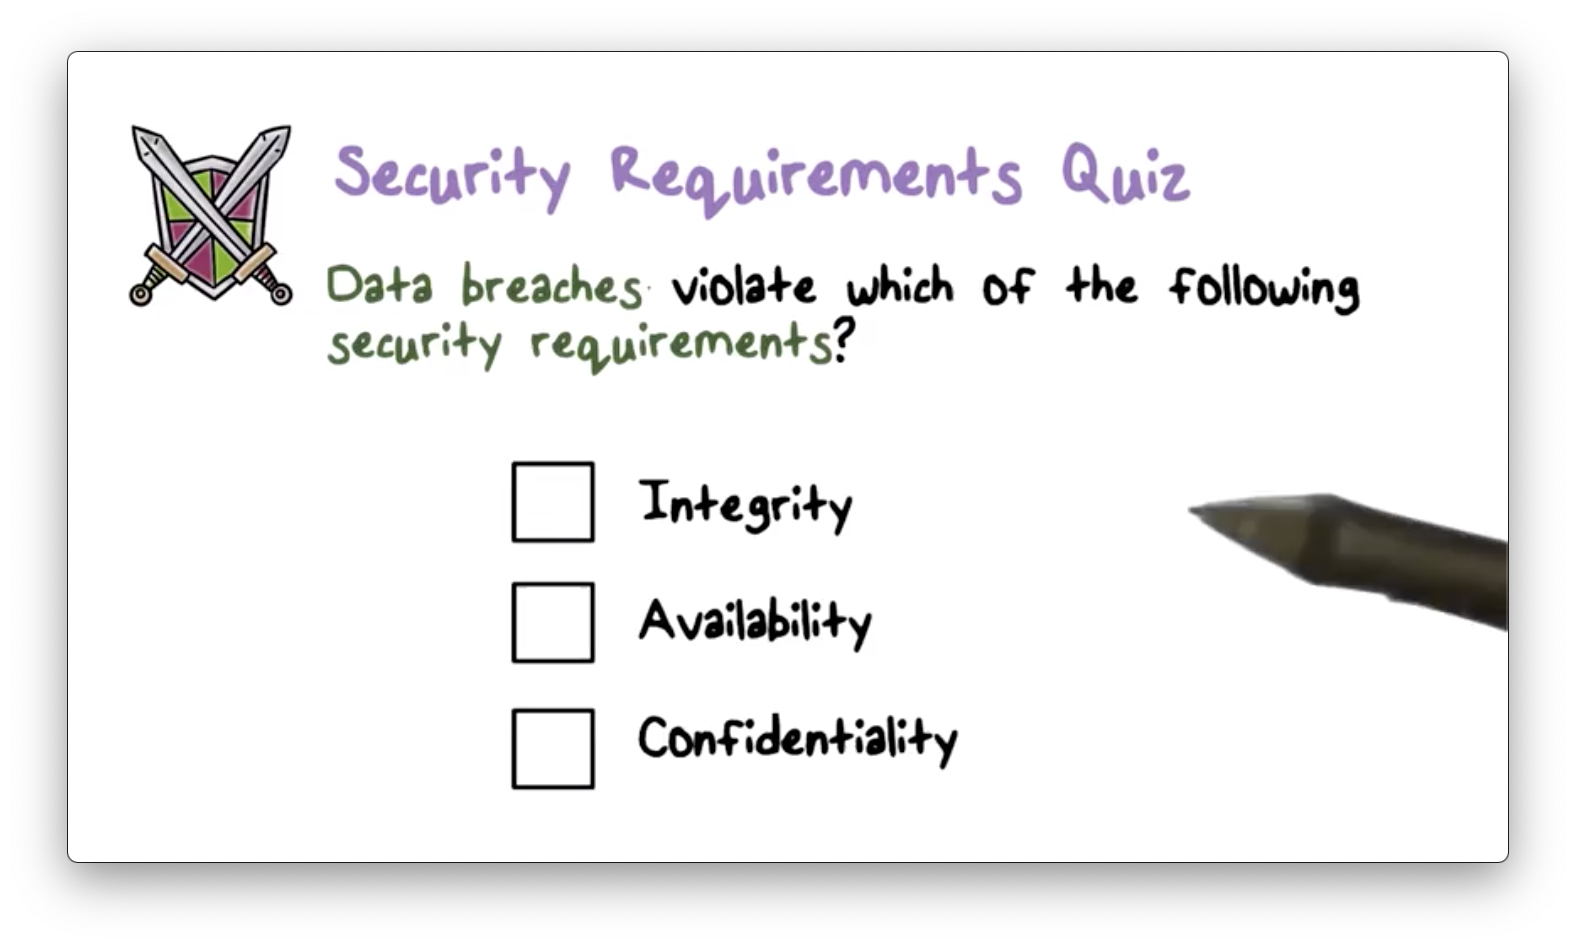 Security Requirements Quiz
Data breaches violate which of the following
security requirements?
Integrity
Availability
Confidentiality